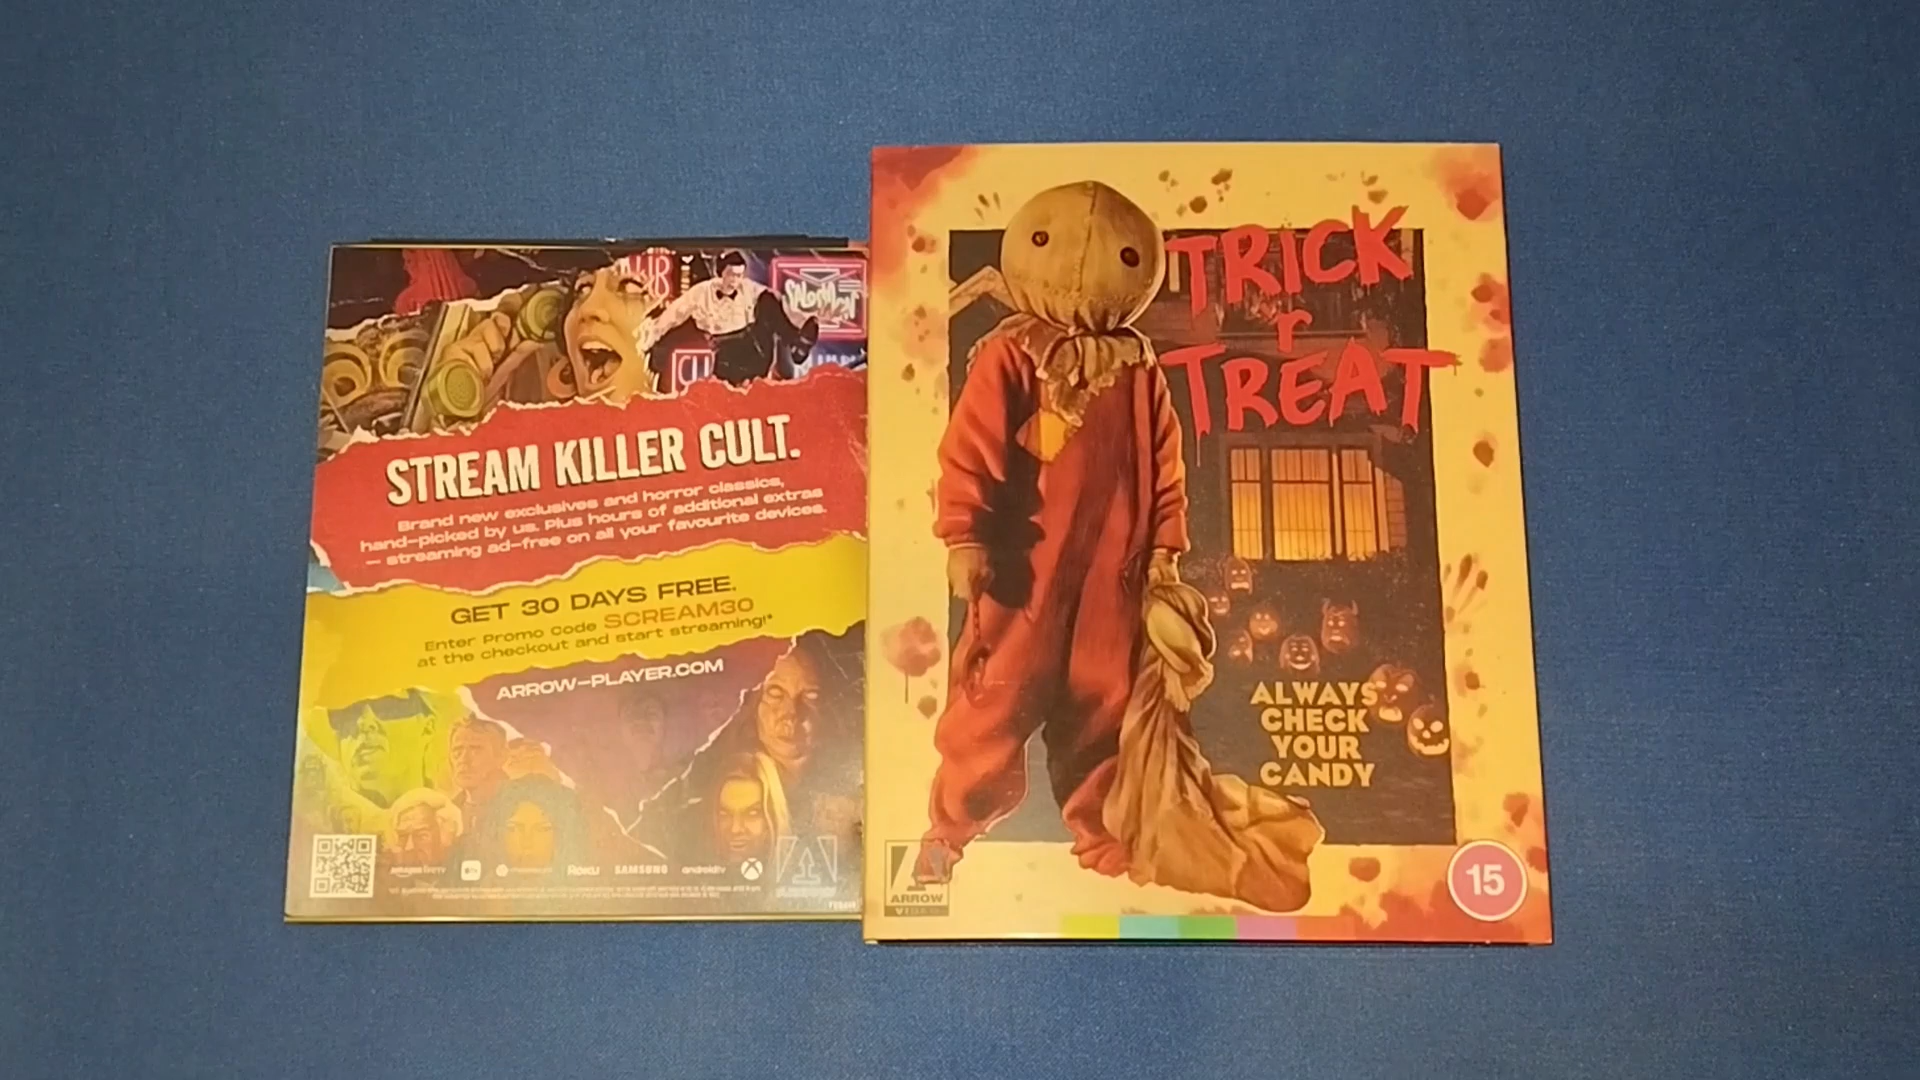 STREAM KILLER CULT.
Brand new exclusives and horror classics,
hand-picked by us. Plus hours of additional extras
— streaming ad-free on all your favourite devices.
GET 30 DAYS FREE.
Enter Promo Code SCREAM30
at the checkout and start streaming!*
ARROW-PLAYER.COM
Roku SAMSUNG androidtv
TRICK
r
TREAT
ALWAYS
CHECK
YOUR
CANDY
ARROW
VIDEO
15